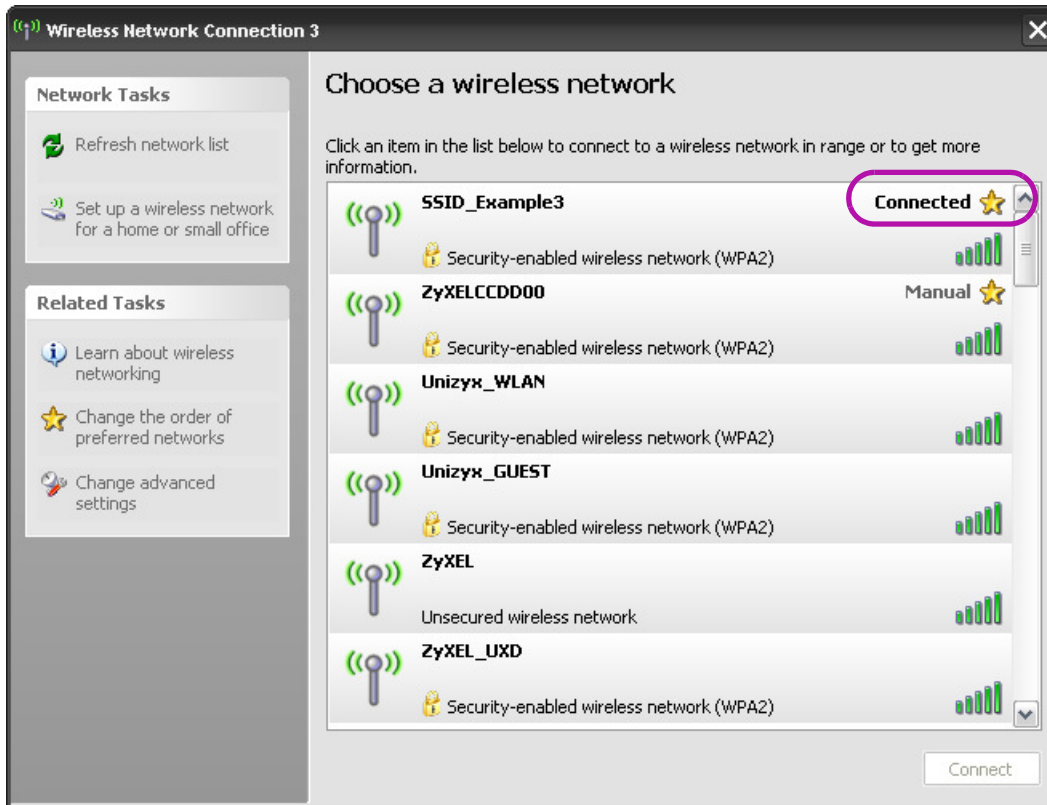 Wireless Network Connection 3
Network Tasks
Refresh network list
Set up a wireless network
for a home or small office
Related Tasks
Learn about wireless
networking
Change the order of
preferred networks
Change advanced
settings
Choose a wireless network
Click an item in the list below to connect to a wireless network in range or to get more
information.
SSID_Example3 Connected
Security-enabled wireless network (WPA2)
ZyXELCCDD00 Manual
Security-enabled wireless network (WPA2)
Unizyx_WLAN
Security-enabled wireless network (WPA2)
Unizyx_GUEST
Security-enabled wireless network (WPA2)
ZyXEL
Unsecured wireless network
ZyXEL_UXD
Security-enabled wireless network (WPA2)
Connect